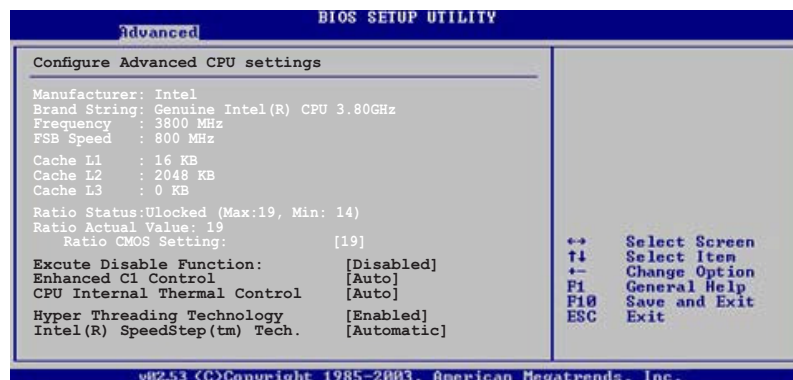 BIOS SETUP UTILITY
Advanced
Configure Advanced CPU settings
Manufacturer: Intel
Brand String: Genuine Intel(R) CPU 3.80GHz
Frequency : 3800 MHz
FSB Speed : 800 MHz
Cache L1 : 16 KB
Cache L2 : 2048 KB
Cache L3 : 0 KB
Ratio Status:Ulocked (Max:19, Min: 14)
Ratio Actual Value: 19
Ratio CMOS Setting: [19]
Excute Disable Function: [Disabled]
Enhanced C1 Control [Auto]
CPU Internal Thermal Control [Auto]
Hyper Threading Technology [Enabled]
Intel(R) SpeedStep(tm) Tech. [Automatic]
↔ Select Screen
↑↓ Select Item
+- Change Option
F1 General Help
F10 Save and Exit
ESC Exit
v02.53 (C)Copyright 1985-2003, American Megatrends, Inc.